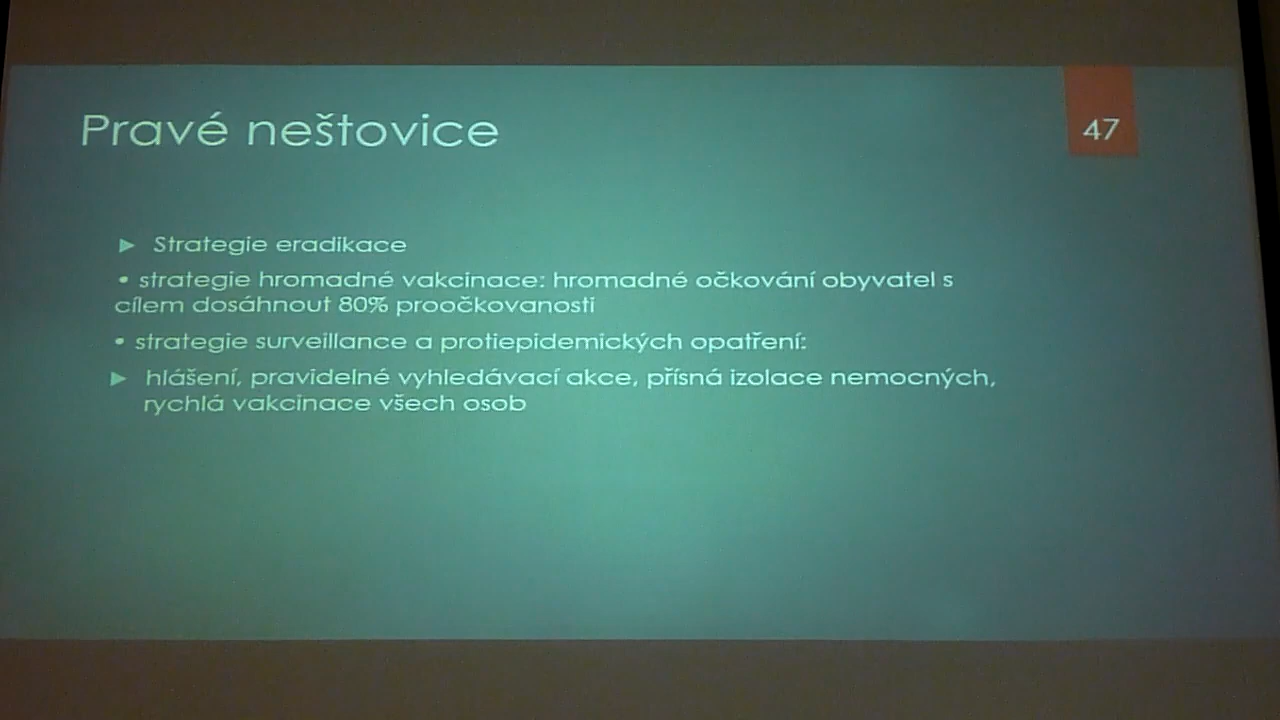 Pravé neštovice
47
► Strategie eradikace
• strategie hromadné vakcinace: hromadné očkování obyvatel s
cílem dosáhnout 80% proočkovanosti
• strategie surveillance a protiepidemických opatření:
► hlášení, pravidelné vyhledávací akce, přísná izolace nemocných,
rychlá vakcinace všech osob